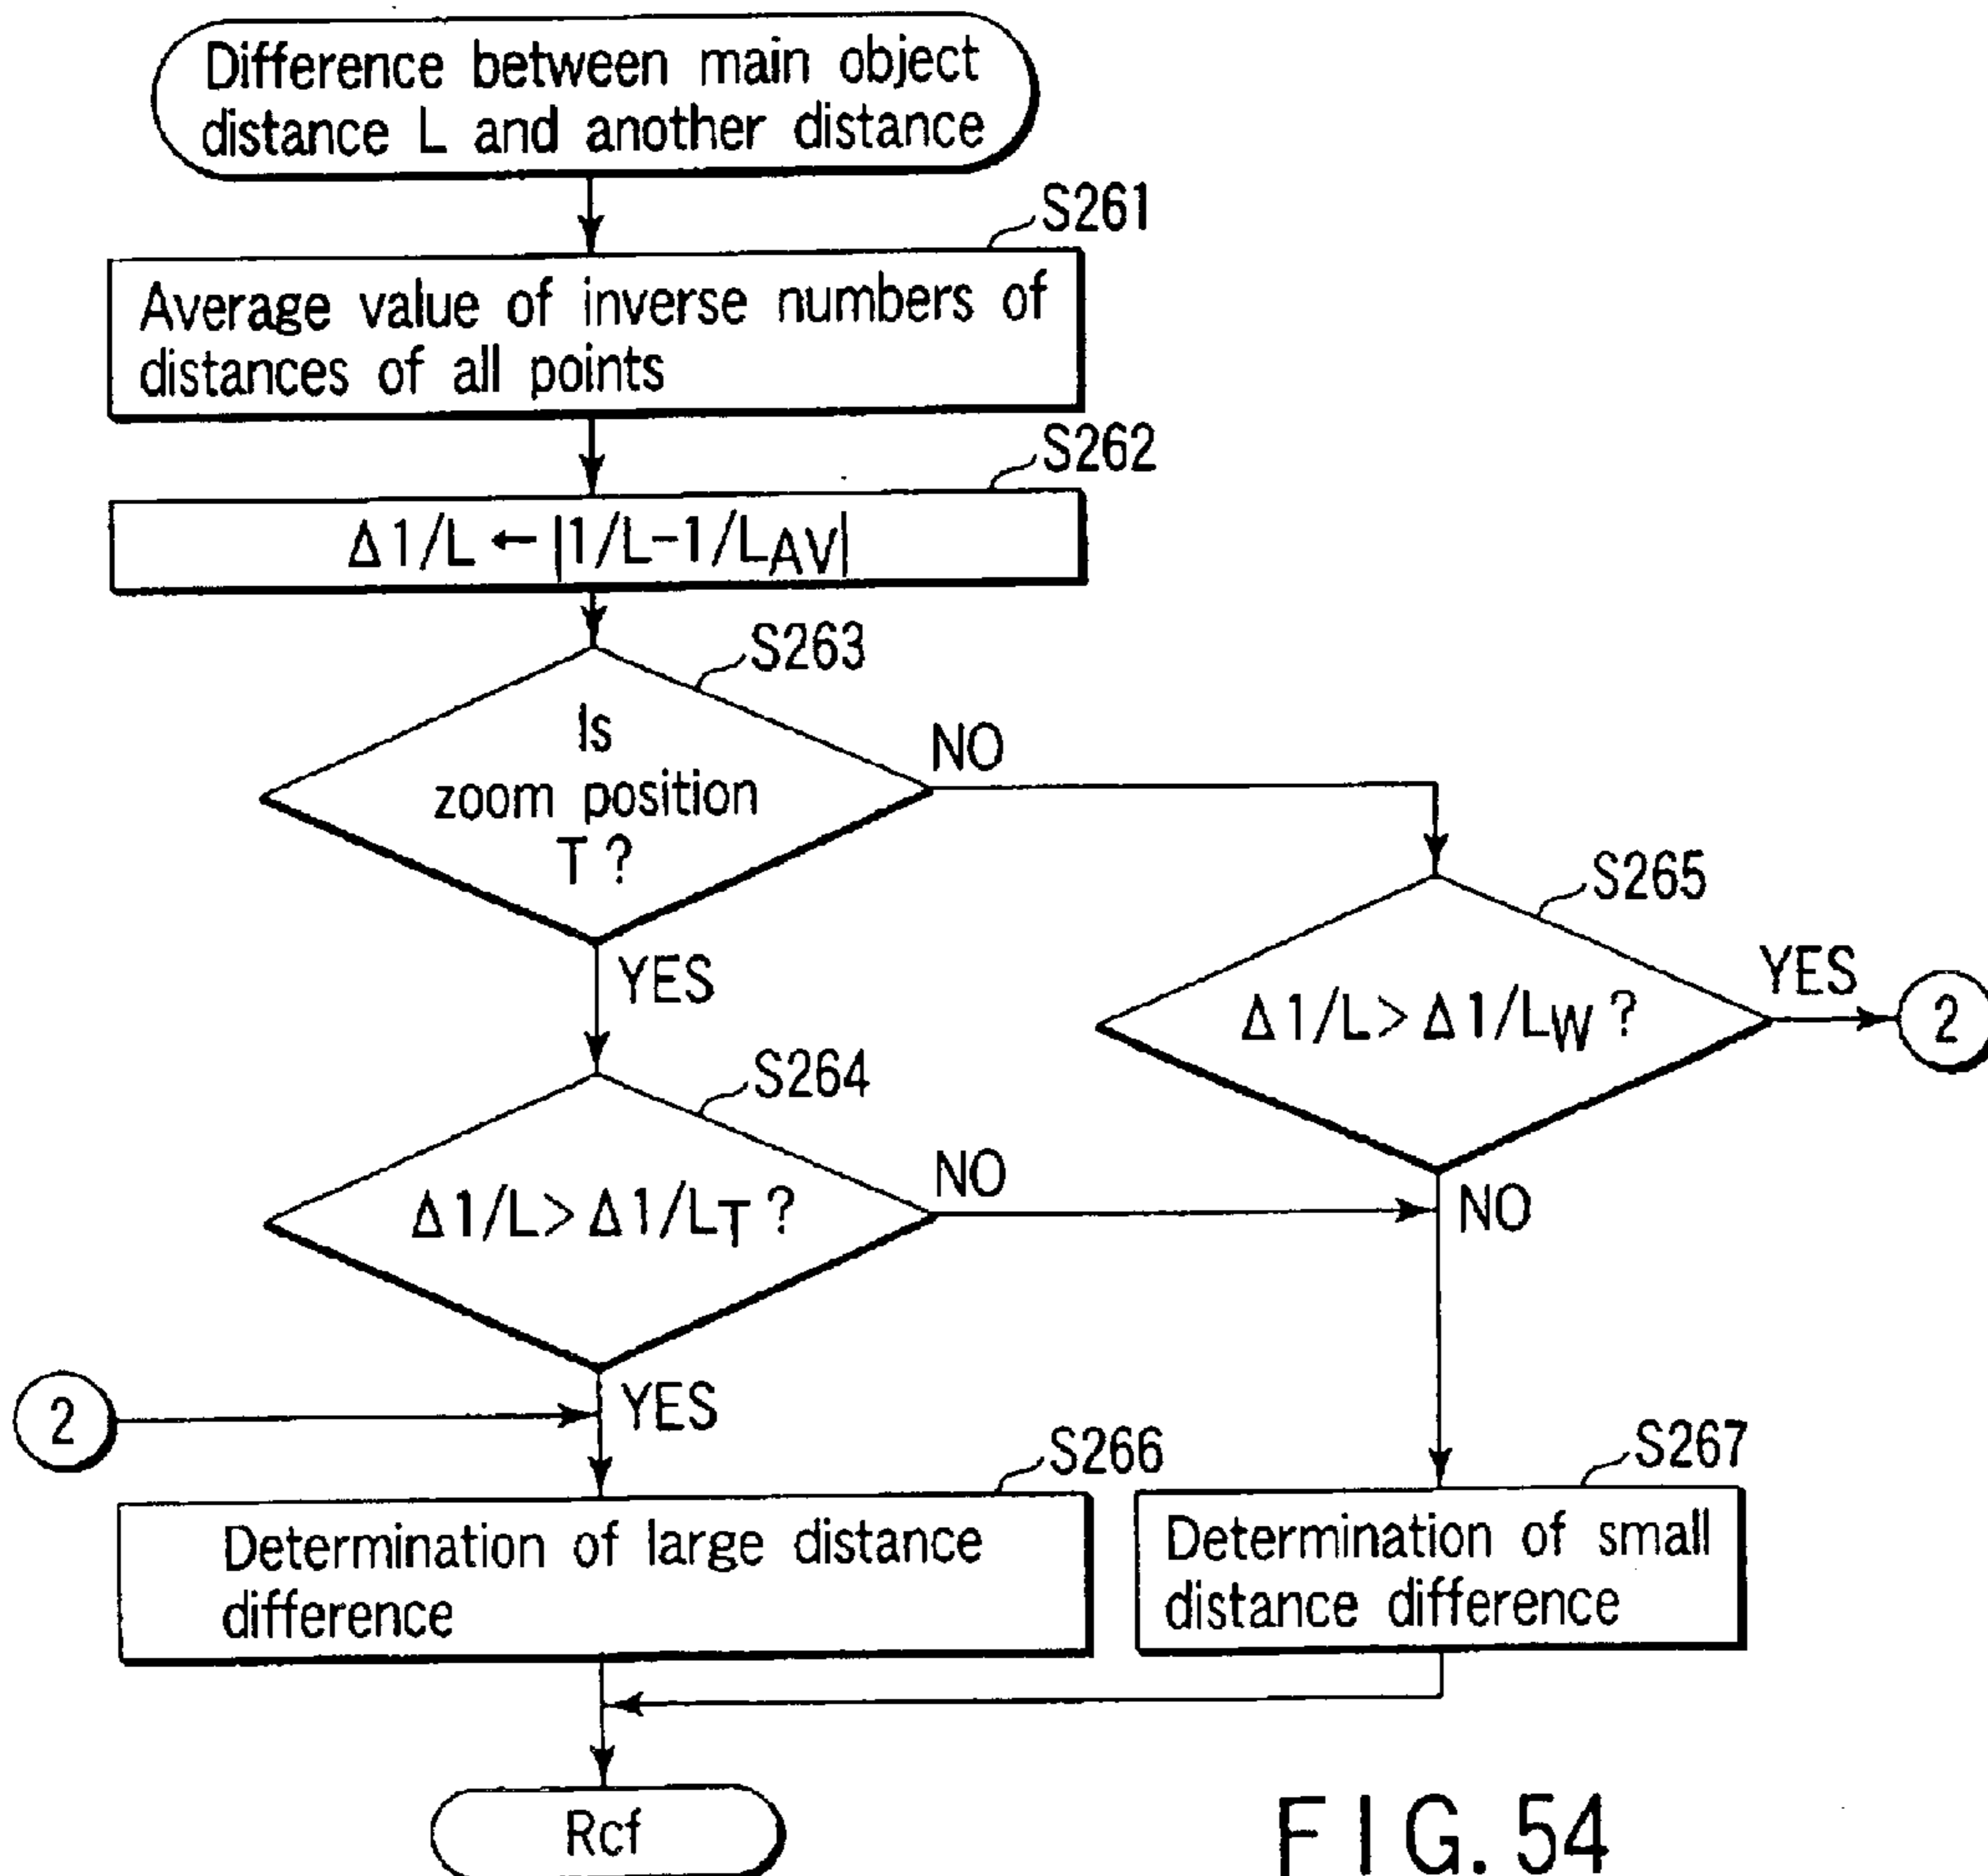 Difference between main object
distance L and another distance
S261
Average value of inverse numbers of
distances of all points
S262
Δ1/L ← |1/L-1/LAV|
S263
Is
zoom position
T ?
NO
YES
S265
Δ1/L > Δ1/LW ?
YES
2
NO
S264
Δ1/L > Δ1/LT ?
NO
YES
2
S266
Determination of large distance
difference
S267
Determination of small
distance difference
Rcf
FIG. 54